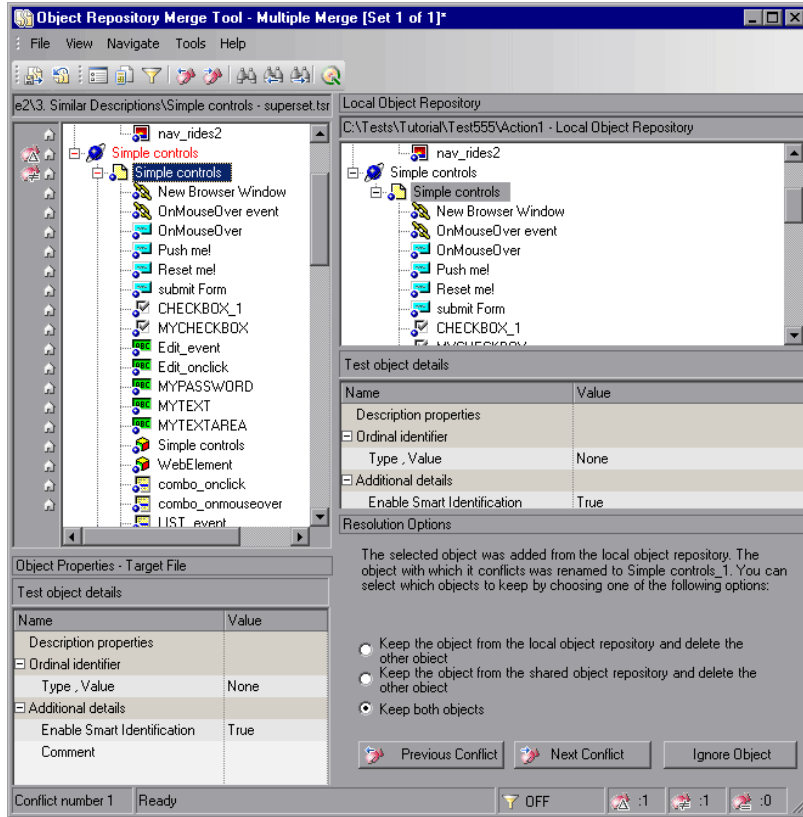 Object Repository Merge Tool - Multiple Merge [Set 1 of 1]*
File View Navigate Tools Help
e2\3. Similar Descriptions\Simple controls - superset.tsr
nav_rides2
Simple controls
Simple controls
New Browser Window
OnMouseOver event
OnMouseOver
Push me!
Reset me!
submit Form
CHECKBOX_1
MYCHECKBOX
Edit_event
Edit_onclick
MYPASSWORD
MYTEXT
MYTEXTAREA
Simple controls
WebElement
combo_onclick
combo_onmouseover
LIST_event
Object Properties - Target File
Test object details
Name Value
Description properties
Ordinal identifier
Type , Value None
Additional details
Enable Smart Identification True
Comment
Local Object Repository
C:\Tests\Tutorial\Test555\Action1 - Local Object Repository
nav_rides2
Simple controls
Simple controls
New Browser Window
OnMouseOver event
OnMouseOver
Push me!
Reset me!
submit Form
CHECKBOX_1
MYCHECKBOX
Test object details
Name Value
Description properties
Ordinal identifier
Type , Value None
Additional details
Enable Smart Identification True
Resolution Options
The selected object was added from the local object repository. The
object with which it conflicts was renamed to Simple controls_1. You can
select which objects to keep by choosing one of the following options:
Keep the object from the local object repository and delete the
other object
Keep the object from the shared object repository and delete the
other object
Keep both objects
Previous Conflict Next Conflict Ignore Object
Conflict number 1 Ready OFF :1 :1 :0